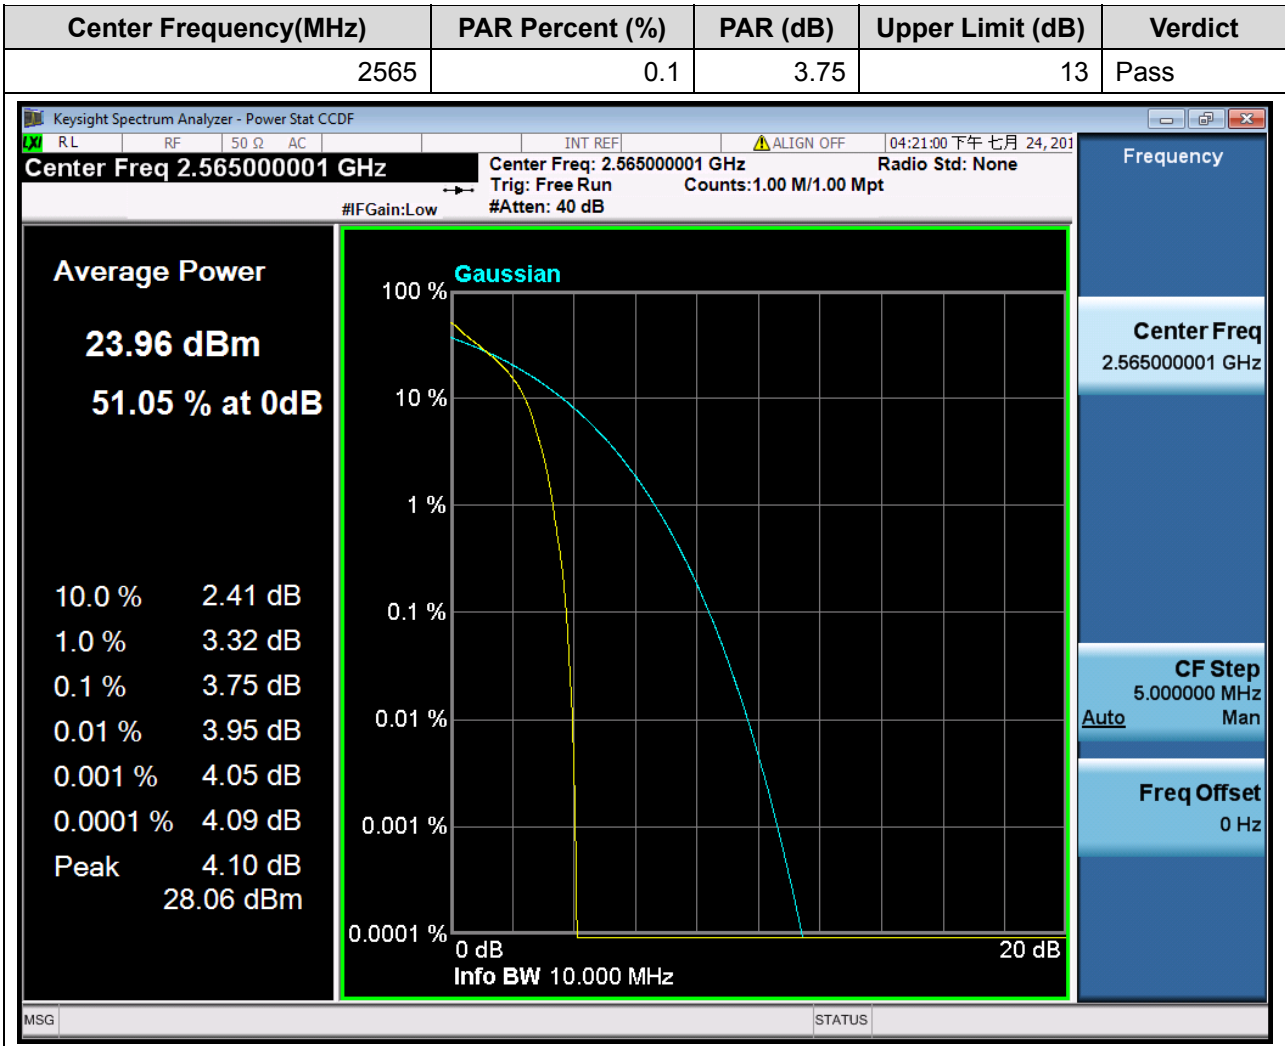 Center Frequency(MHz) PAR Percent (%) PAR (dB) Upper Limit (dB) Verdict
2565 0.1 3.75 13 Pass
Keysight Spectrum Analyzer - Power Stat CCDF
LXI RL RF 50 Ω AC INT REF ALIGN OFF 04:21:00 下午 七月 24, 201
Center Freq 2.565000001 GHz
Center Freq: 2.565000001 GHz Radio Std: None
Trig: Free Run Counts:1.00 M/1.00 Mpt
#IFGain:Low #Atten: 40 dB
Frequency
Average Power
23.96 dBm
51.05 % at 0dB
10.0 % 2.41 dB
1.0 % 3.32 dB
0.1 % 3.75 dB
0.01 % 3.95 dB
0.001 % 4.05 dB
0.0001 % 4.09 dB
Peak 4.10 dB
28.06 dBm
Gaussian
100 %
10 %
1 %
0.1 %
0.01 %
0.001 %
0.0001 %
0 dB 20 dB
Info BW 10.000 MHz
Center Freq
2.565000001 GHz
CF Step
5.000000 MHz
Auto Man
Freq Offset
0 Hz
MSG STATUS